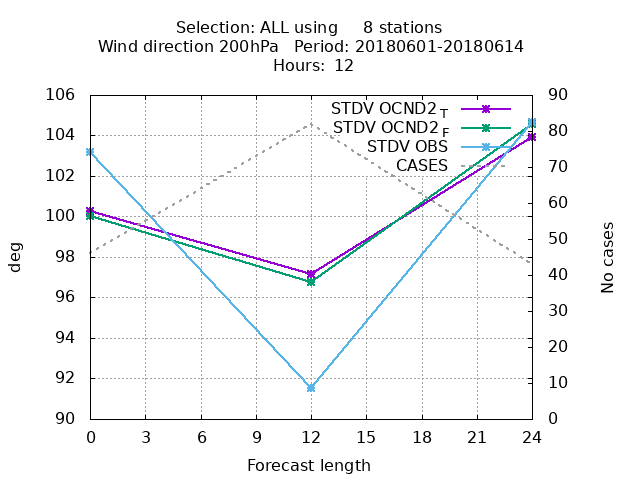 Selection: ALL using     8 stations
Wind direction 200hPa   Period: 20180601-20180614
Hours: 12
106
104
102
100
98
96
94
92
90
deg
STDV OCND2_T
STDV OCND2_F
STDV OBS
CASES
90
80
70
60
50
40
30
20
10
0
No cases
0 3 6 9 12 15 18 21 24
Forecast length